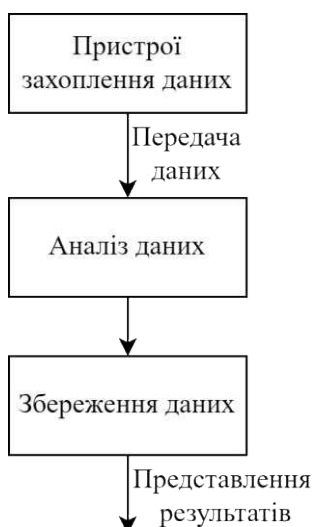 Пристрої
захоплення даних
Передача
даних
Аналіз даних
Збереження даних
Представлення
результатів